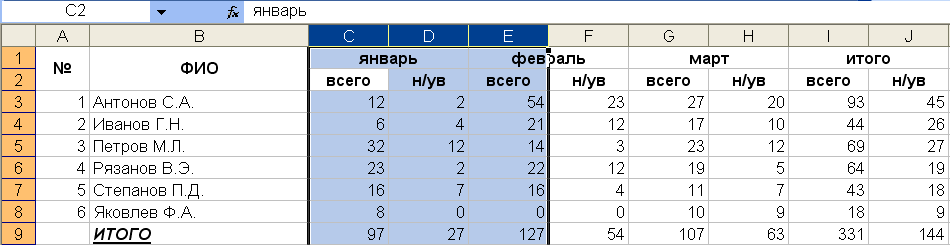 C2 fx январь
A B C D E F G H I J
1 № ФИО январь февраль март итого
2 всего н/ув всего н/ув всего н/ув всего н/ув
3 1 Антонов С.А. 12 2 54 23 27 20 93 45
4 2 Иванов Г.Н. 6 4 21 12 17 10 44 26
5 3 Петров М.Л. 32 12 14 3 23 12 69 27
6 4 Рязанов В.Э. 23 2 22 12 19 5 64 19
7 5 Степанов П.Д. 16 7 16 4 11 7 43 18
8 6 Яковлев Ф.А. 8 0 0 0 10 9 18 9
9 ИТОГО 97 27 127 54 107 63 331 144